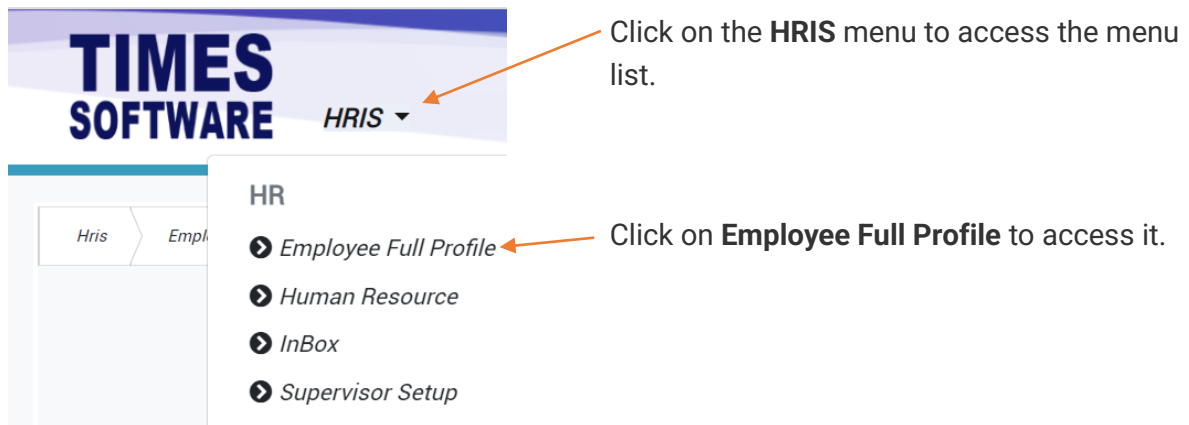 TIMES
SOFTWARE
HRIS
Click on the HRIS menu to access the menu
list.
HR
Hris
Employee Full Profile
Click on Employee Full Profile to access it.
Human Resource
InBox
Supervisor Setup